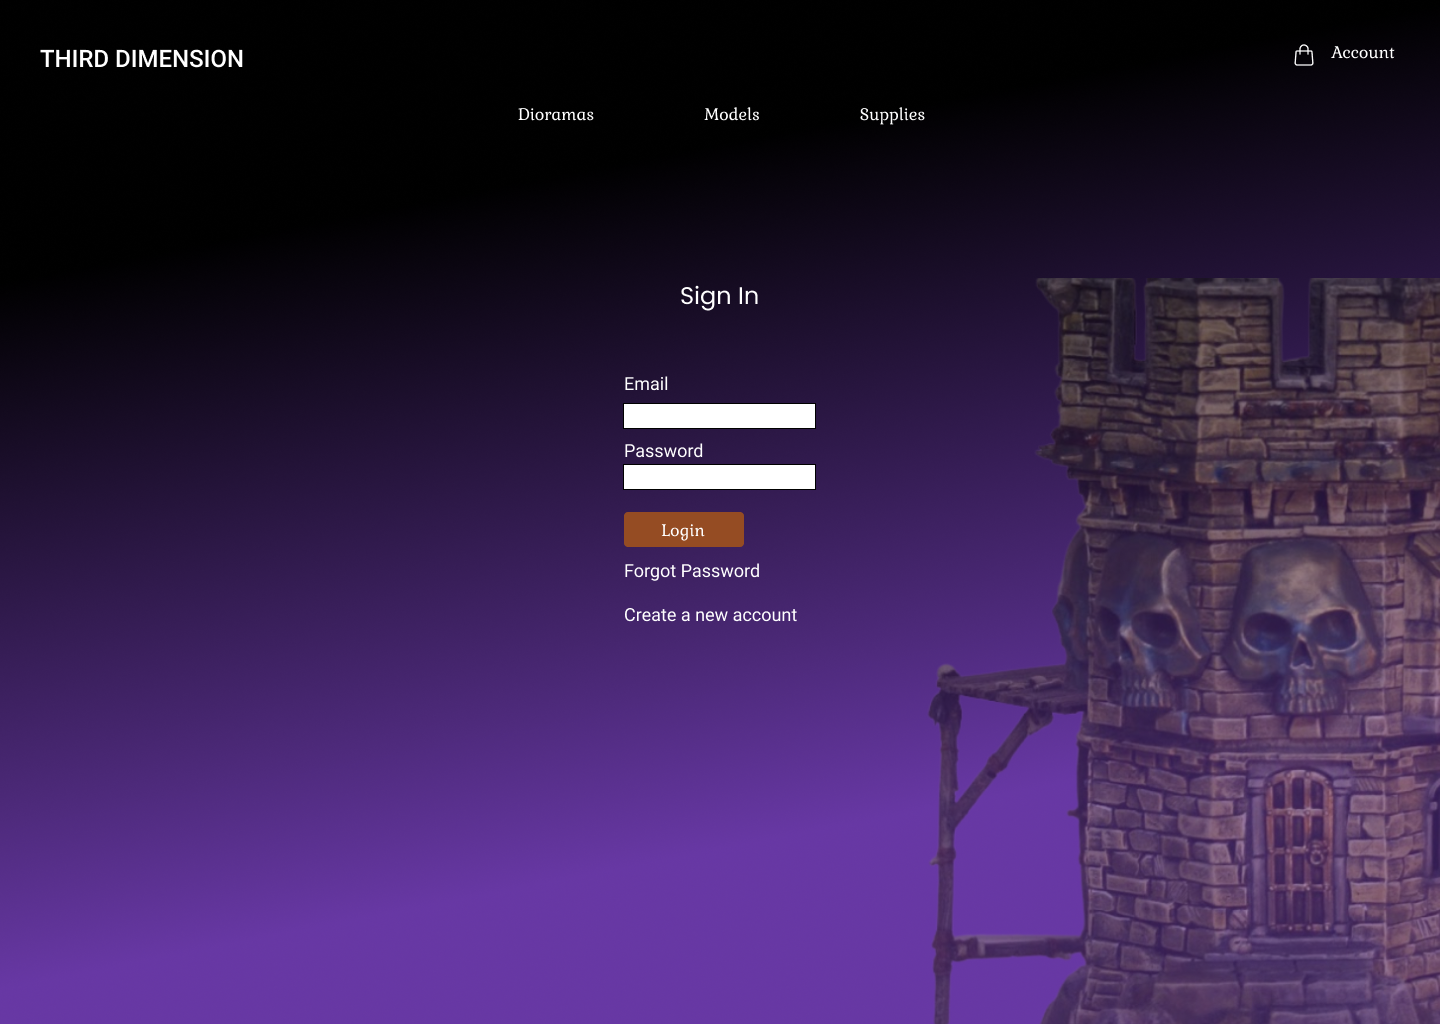 THIRD DIMENSION
Account
Dioramas
Models
Supplies
Sign In
Email
Password
Login
Forgot Password
Create a new account